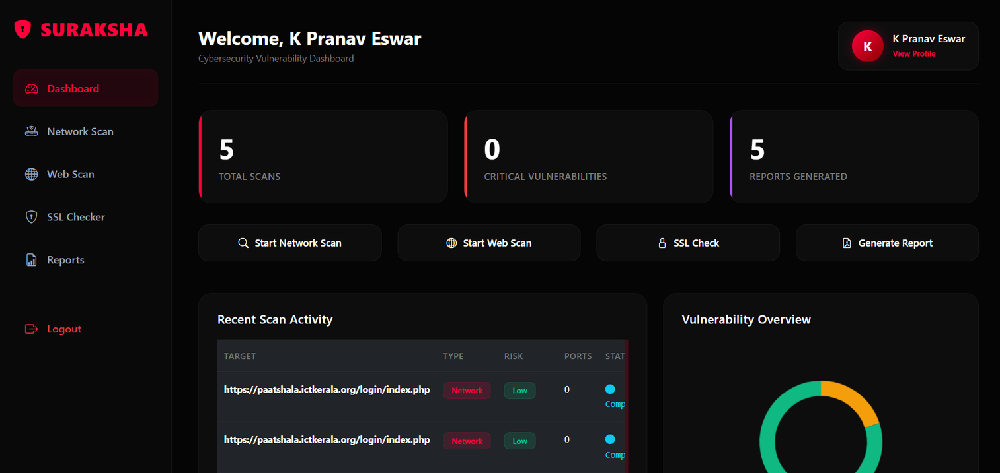 SURAKSHA
Dashboard
Network Scan
Web Scan
SSL Checker
Reports
Logout
Welcome, K Pranav Eswar
Cybersecurity Vulnerability Dashboard
K
K Pranav Eswar
View Profile
5
TOTAL SCANS
0
CRITICAL VULNERABILITIES
5
REPORTS GENERATED
Start Network Scan
Start Web Scan
SSL Check
Generate Report
Recent Scan Activity
TARGET TYPE RISK PORTS STAT
https://paatshala.ictkerala.org/login/index.php Network Low 0
Comp
https://paatshala.ictkerala.org/login/index.php Network Low 0
Comp
Vulnerability Overview